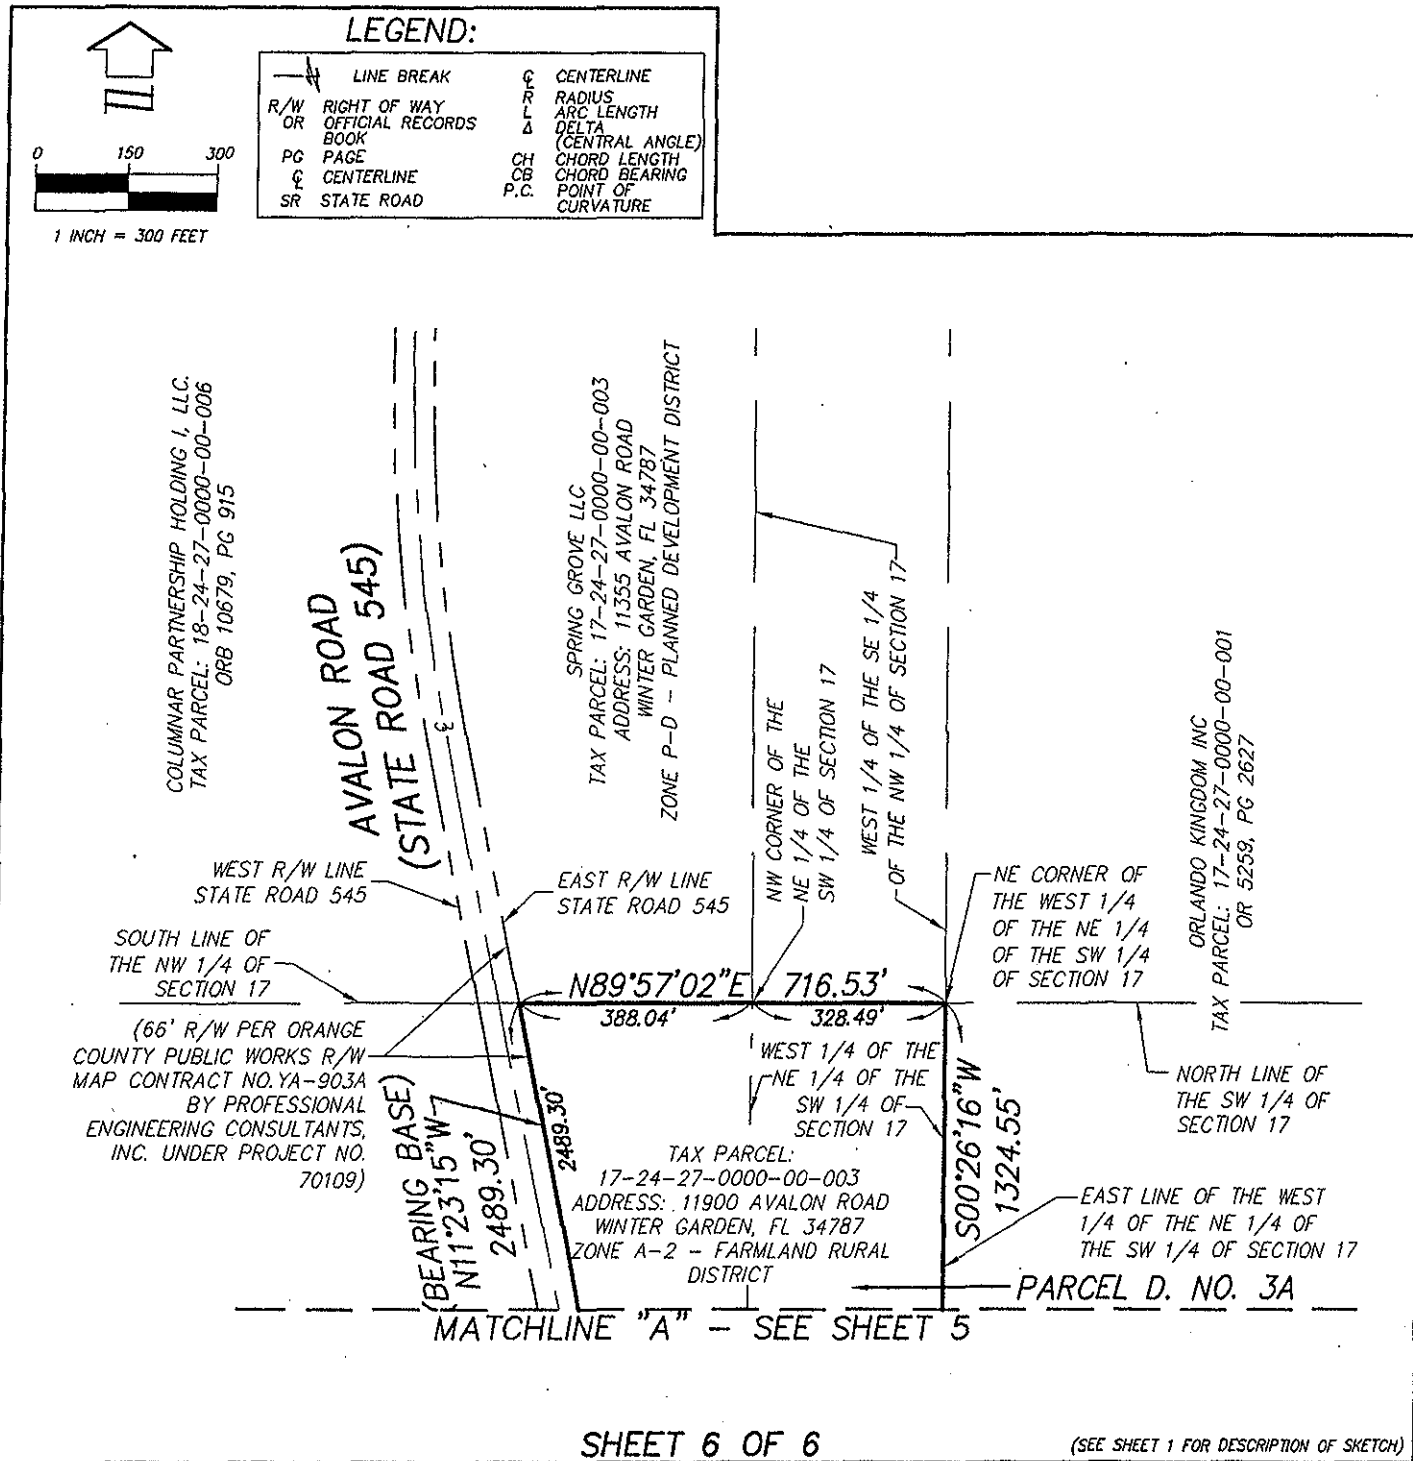 LEGEND:
LINE BREAK
R/W RIGHT OF WAY
OR OFFICIAL RECORDS
BOOK
PG PAGE
℄ CENTERLINE
SR STATE ROAD
℄ CENTERLINE
R RADIUS
L ARC LENGTH
Δ DELTA
(CENTRAL ANGLE)
CH CHORD LENGTH
CB CHORD BEARING
P.C. POINT OF
CURVATURE
0 150 300
1 INCH = 300 FEET
COLUMNAR PARTNERSHIP HOLDING I, LLC.
TAX PARCEL: 18-24-27-0000-00-006
ORB 10679, PG 915
AVALON ROAD
(STATE ROAD 545)
SPRING GROVE LLC
TAX PARCEL: 17-24-27-0000-00-003
ADDRESS: 11355 AVALON ROAD
WINTER GARDEN, FL 34787
ZONE P-D - PLANNED DEVELOPMENT DISTRICT
NW CORNER OF THE
NE 1/4 OF THE
SW 1/4 OF SECTION 17
WEST 1/4 OF THE SE 1/4
OF THE NW 1/4 OF SECTION 17
ORLANDO KINGDOM INC
TAX PARCEL: 17-24-27-0000-00-001
OR 5259, PG 2627
WEST R/W LINE
STATE ROAD 545
EAST R/W LINE
STATE ROAD 545
NE CORNER OF
THE WEST 1/4
OF THE NE 1/4
OF THE SW 1/4
OF SECTION 17
SOUTH LINE OF
THE NW 1/4 OF
SECTION 17
N89°57'02"E 716.53'
388.04' 328.49'
(66' R/W PER ORANGE
COUNTY PUBLIC WORKS R/W
MAP CONTRACT NO. YA-903A
BY PROFESSIONAL
ENGINEERING CONSULTANTS,
INC. UNDER PROJECT NO.
70109)
(BEARING BASE)
N11°23'15"W
2489.30'
2489.30'
WEST 1/4 OF THE
NE 1/4 OF THE
SW 1/4 OF
SECTION 17
S00°26'16"W
1324.55'
NORTH LINE OF
THE SW 1/4 OF
SECTION 17
TAX PARCEL:
17-24-27-0000-00-003
ADDRESS: 11900 AVALON ROAD
WINTER GARDEN, FL 34787
ZONE A-2 - FARMLAND RURAL
DISTRICT
EAST LINE OF THE WEST
1/4 OF THE NE 1/4 OF
THE SW 1/4 OF SECTION 17
PARCEL D. NO. 3A
MATCHLINE "A" - SEE SHEET 5
SHEET 6 OF 6
(SEE SHEET 1 FOR DESCRIPTION OF SKETCH)